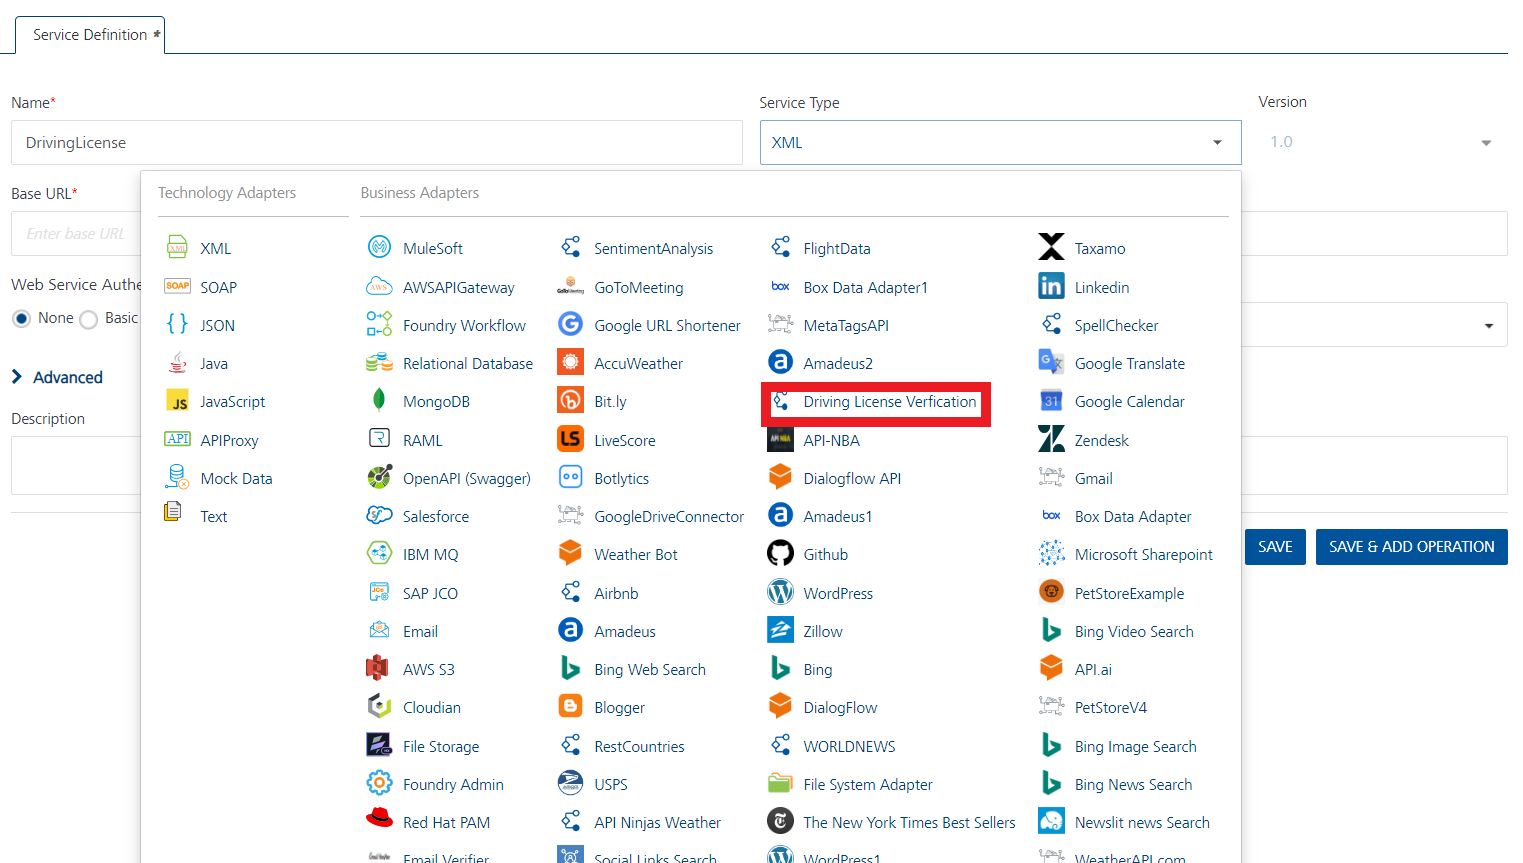 Service Definition *
Name*
Service Type
Version
DrivingLicense
XML
1.0
Base URL*
Enter base URL
Web Service Authe
None
Basic
Advanced
Description
Technology Adapters
XML
SOAP
JSON
Java
JavaScript
APIProxy
Mock Data
Text
Business Adapters
MuleSoft
AWSAPIGateway
Foundry Workflow
Relational Database
MongoDB
RAML
OpenAPI (Swagger)
Salesforce
IBM MQ
SAP JCO
Email
AWS S3
Cloudian
File Storage
Foundry Admin
Red Hat PAM
Email Verifier
SentimentAnalysis
GoToMeeting
Google URL Shortener
AccuWeather
Bit.ly
LiveScore
Botlytics
GoogleDriveConnector
Weather Bot
Airbnb
Amadeus
Bing Web Search
Blogger
RestCountries
USPS
API Ninjas Weather
Social Links Search
FlightData
Box Data Adapter1
MetaTagsAPI
Amadeus2
Driving License Verfication
API-NBA
Dialogflow API
Amadeus1
Github
WordPress
Zillow
Bing
DialogFlow
WORLDNEWS
File System Adapter
The New York Times Best Sellers
WordPress1
Taxamo
Linkedin
SpellChecker
Google Translate
Google Calendar
Zendesk
Gmail
Box Data Adapter
Microsoft Sharepoint
PetStoreExample
Bing Video Search
API.ai
PetStoreV4
Bing Image Search
Bing News Search
Newslit news Search
WeatherAPI.com
SAVE
SAVE & ADD OPERATION